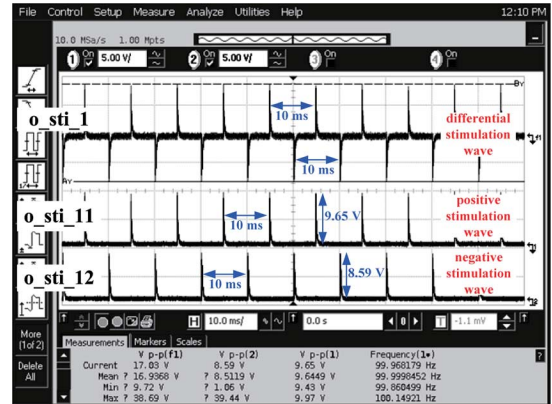 File Control Setup Measure Analyze Utilities Help 12:10 PM
10.0 MSa/s 1.00 Mpts
1 On 5.00 V/ 2 On 5.00 V/ 3 On 4 On
BY
o_sti_1
10 ms
differential
stimulation
wave
10 ms
AY
o_sti_11
10 ms
9.65 V
positive
stimulation
wave
o_sti_12
10 ms
8.59 V
negative
stimulation
wave
H 10.0 ms/ 0.0 s 0 T -1.1 mV
More
(1of 2)
Delete
All
Measurements Markers Scales
V p-p(f1) V p-p(2) V p-p(1) Frequency(1•)
Current 17.03 V 8.59 V 9.65 V 99.968179 Hz
Mean ? 16.9368 V ? 8.5119 V 9.6449 V 99.9998452 Hz
Min ? 9.72 V ? 1.06 V 9.43 V 99.860499 Hz
Max ? 38.69 V ? 39.44 V 9.97 V 100.14921 Hz